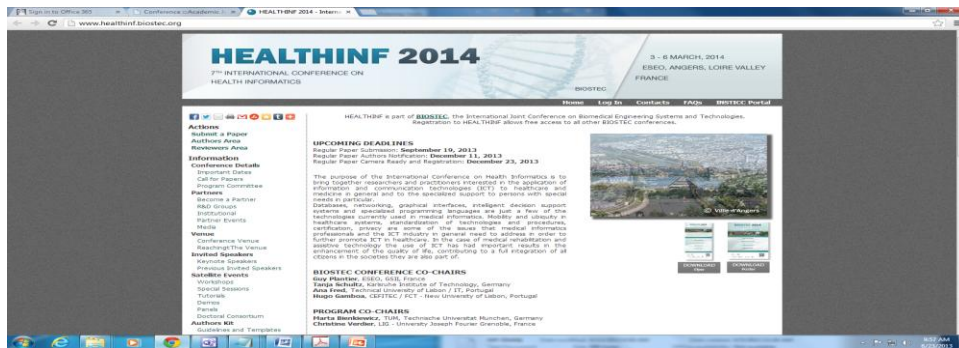 Sign in to Office 365
Conference :: Academic
HEALTHINF 2014 - Intern
www.healthinf.biostec.org
HEALTHINF 2014
7TH INTERNATIONAL CONFERENCE ON
HEALTH INFORMATICS
3 - 6 MARCH, 2014
ESEO, ANGERS, LOIRE VALLEY
FRANCE
BIOSTEC
Home Log In Contacts FAQs INSTICC Portal
Actions
Submit a Paper
Authors Area
Reviewers Area
Information
Conference Details
Important Dates
Call for Papers
Program Committee
Partners
Become a Partner
R&D Groups
Institutional
Partner Events
Media
Venue
Conference Venue
Reaching The Venue
Invited Speakers
Keynote Speakers
Previous Invited Speakers
Satellite Events
Workshops
Special Sessions
Tutorials
Demos
Panels
Doctoral Consortium
Authors Kit
Guidelines and Templates
HEALTHINF is part of BIOSTEC, the International Joint Conference on Biomedical Engineering Systems and Technologies.
Registration to HEALTHINF allows free access to all other BIOSTEC conferences.
UPCOMING DEADLINES
Regular Paper Submission: September 19, 2013
Regular Paper Authors Notification: December 11, 2013
Regular Paper Camera Ready and Registration: December 23, 2013
The purpose of the International Conference on Health Informatics is to
bring together researchers and practitioners interested in the application of
information and communication technologies (ICT) to healthcare and
medicine in general and to the specialized support to persons with special
needs in particular.
Databases, networking, graphical interfaces, intelligent decision support
systems and specialized programming languages are just a few of the
technologies currently used in medical informatics. Mobility and ubiquity in
healthcare systems, standardization of technologies and procedures,
certification, privacy are some of the issues that medical informatics
professionals and the ICT industry in general need to address in order to
further promote ICT in healthcare. In the case of medical rehabilitation and
assistive technology the use of ICT has had important results in the
enhancement of the quality of life, contributing to a full integration of all
citizens in the societies they are also part of.
BIOSTEC CONFERENCE CO-CHAIRS
Guy Plantier, ESEO, GSII, France
Tanja Schultz, Karlsruhe Institute of Technology, Germany
Ana Fred, Technical University of Lisbon / IT, Portugal
Hugo Gamboa, CEFITEC / FCT - New University of Lisbon, Portugal
PROGRAM CO-CHAIRS
Marta Bienkiewicz, TUM, Technische Universitat Munchen, Germany
Christine Verdier, LIG - University Joseph Fourier Grenoble, France
© Ville d'Angers
DOWNLOAD
Flyer
DOWNLOAD
Poster
6:57 AM
6/23/2013